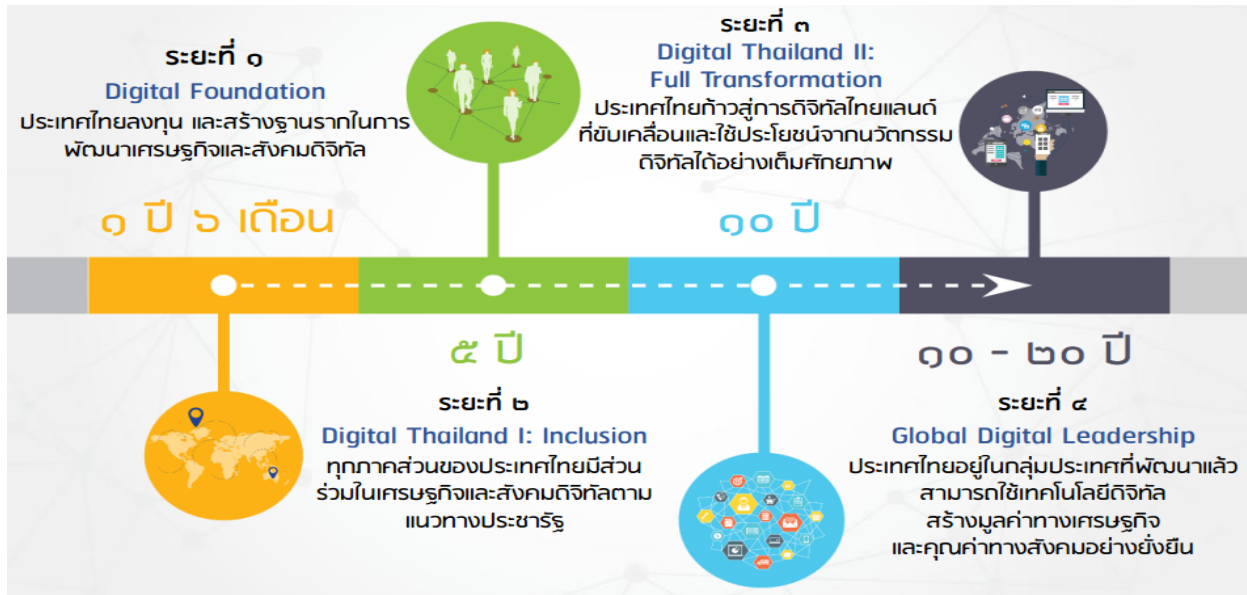 ระยะที่ ๑
Digital Foundation
ประเทศไทยลงทุน และสร้างฐานรากในการ
พัฒนาเศรษฐกิจและสังคมดิจิทัล
๑ ปี ๖ เดือน
๕ ปี
ระยะที่ ๒
Digital Thailand I: Inclusion
ทุกภาคส่วนของประเทศไทยมีส่วน
ร่วมในเศรษฐกิจและสังคมดิจิทัลตาม
แนวทางประชารัฐ
ระยะที่ ๓
Digital Thailand II:
Full Transformation
ประเทศไทยก้าวสู่การดิจิทัลไทยแลนด์
ที่ขับเคลื่อนและใช้ประโยชน์จากนวัตกรรม
ดิจิทัลได้อย่างเต็มศักยภาพ
๑๐ ปี
๑๐ - ๒๐ ปี
ระยะที่ ๔
Global Digital Leadership
ประเทศไทยอยู่ในกลุ่มประเทศที่พัฒนาแล้ว
สามารถใช้เทคโนโลยีดิจิทัล
สร้างมูลค่าทางเศรษฐกิจ
และคุณค่าทางสังคมอย่างยั่งยืน